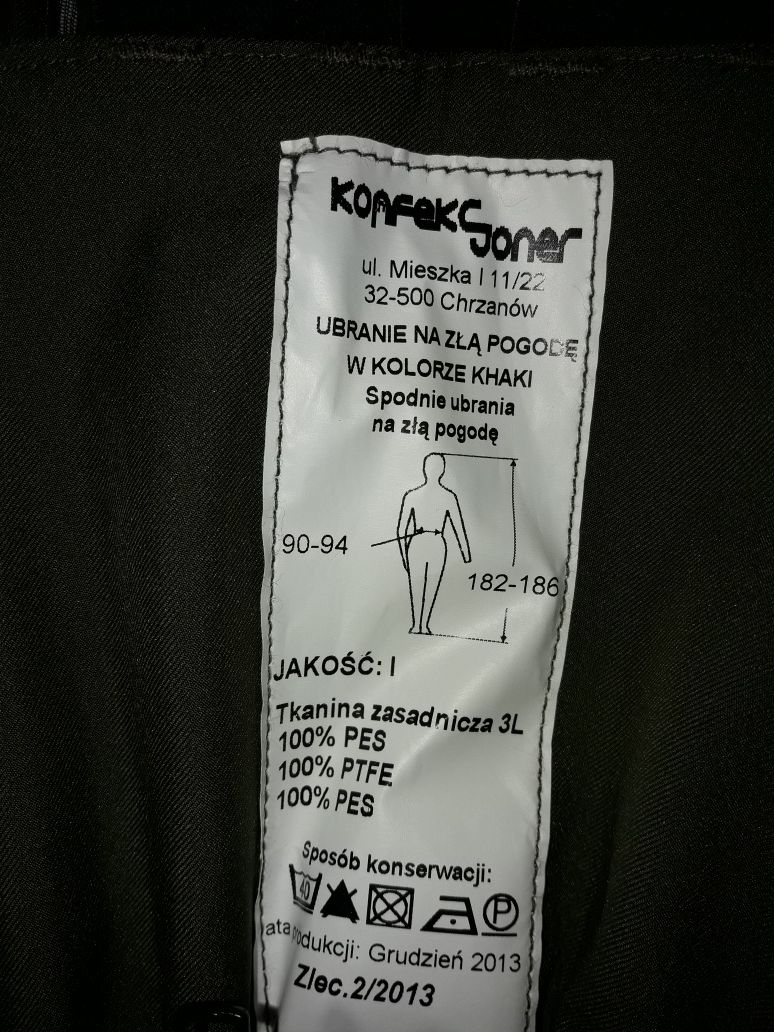 Konfekcjoner
ul. Mieszka I 11/22
32-500 Chrzanów
UBRANIE NA ZŁĄ POGODĘ
W KOLORZE KHAKI
Spodnie ubrania
na złą pogodę
90-94
182-186
JAKOŚĆ: I
Tkanina zasadnicza 3L
100% PES
100% PTFE
100% PES
Sposób konserwacji:
40
P
ata produkcji: Grudzień 2013
Zlec.2/2013